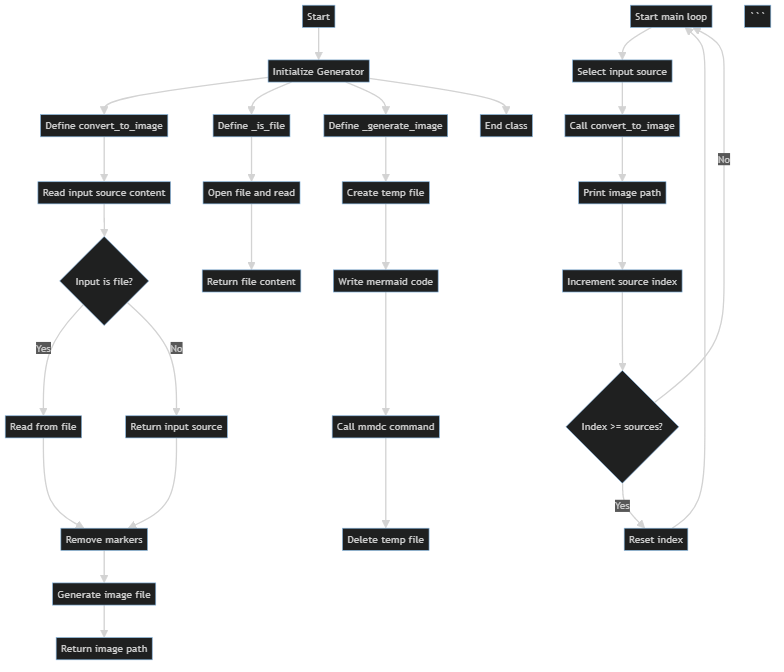 Start
Start main loop
```
Initialize Generator
Select input source
Define convert_to_image
Define _is_file
Define _generate_image
End class
Call convert_to_image
No
Read input source content
Open file and read
Create temp file
Print image path
Input is file?
Return file content
Write mermaid code
Increment source index
Yes
No
Read from file
Return input source
Call mmdc command
Index >= sources?
Yes
Remove markers
Delete temp file
Reset index
Generate image file
Return image path